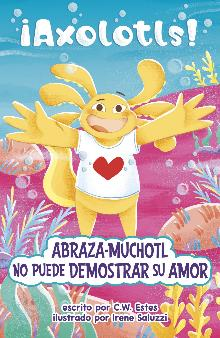 ¡Axolotls!
ABRAZA-MUCHOTL
NO PUEDE DEMOSTRAR SU AMOR
escrito por C.W. Estes
ilustrado por Irene Saluzzi